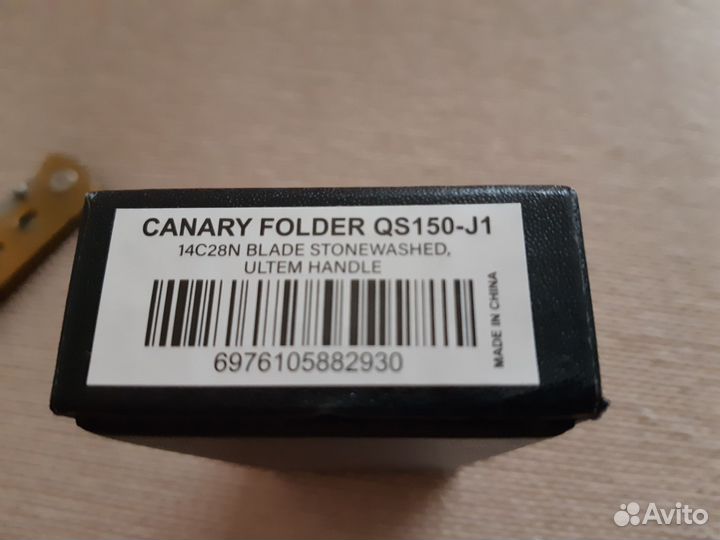 CANARY FOLDER QS150-J1
14C28N BLADE STONEWASHED,
ULTEM HANDLE
MADE IN CHINA
6976105882930
Avito